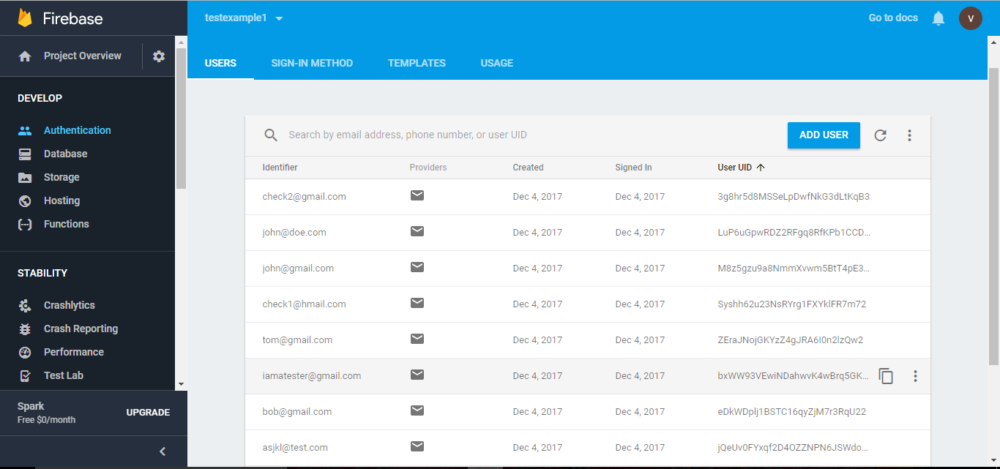 Firebase
testexample1
Go to docs
V
Project Overview
USERS SIGN-IN METHOD TEMPLATES USAGE
DEVELOP
Authentication
Database
Storage
Hosting
Functions
STABILITY
Crashlytics
Crash Reporting
Performance
Test Lab
Spark
Free $0/month
UPGRADE
Search by email address, phone number, or user UID
ADD USER
Identifier Providers Created Signed In User UID
check2@gmail.com Dec 4, 2017 Dec 4, 2017 3g8hr5d8MSSeLpDwfNkG3dLtKqB3
john@doe.com Dec 4, 2017 Dec 4, 2017 LuP6uGpwRDZ2RFgq8RfKPb1CCD...
john@gmail.com Dec 4, 2017 Dec 4, 2017 M8z5gzu9a8NmmXvwm5BtT4pE3...
check1@hmail.com Dec 4, 2017 Dec 4, 2017 Syshh62u23NsRYrg1FXYklFR7m72
tom@gmail.com Dec 4, 2017 Dec 4, 2017 ZEraJNojGKYzZ4gJRA6I0n2lzQw2
iamatester@gmail.com Dec 4, 2017 Dec 4, 2017 bxWW93VEwiNDahwvK4wBrq5GK...
bob@gmail.com Dec 4, 2017 Dec 4, 2017 eDkWDplj1BSTC16qyZjM7r3RqU22
asjkl@test.com Dec 4, 2017 Dec 4, 2017 jQeUv0FYxqf2D4OZZNPN6JSWdo...